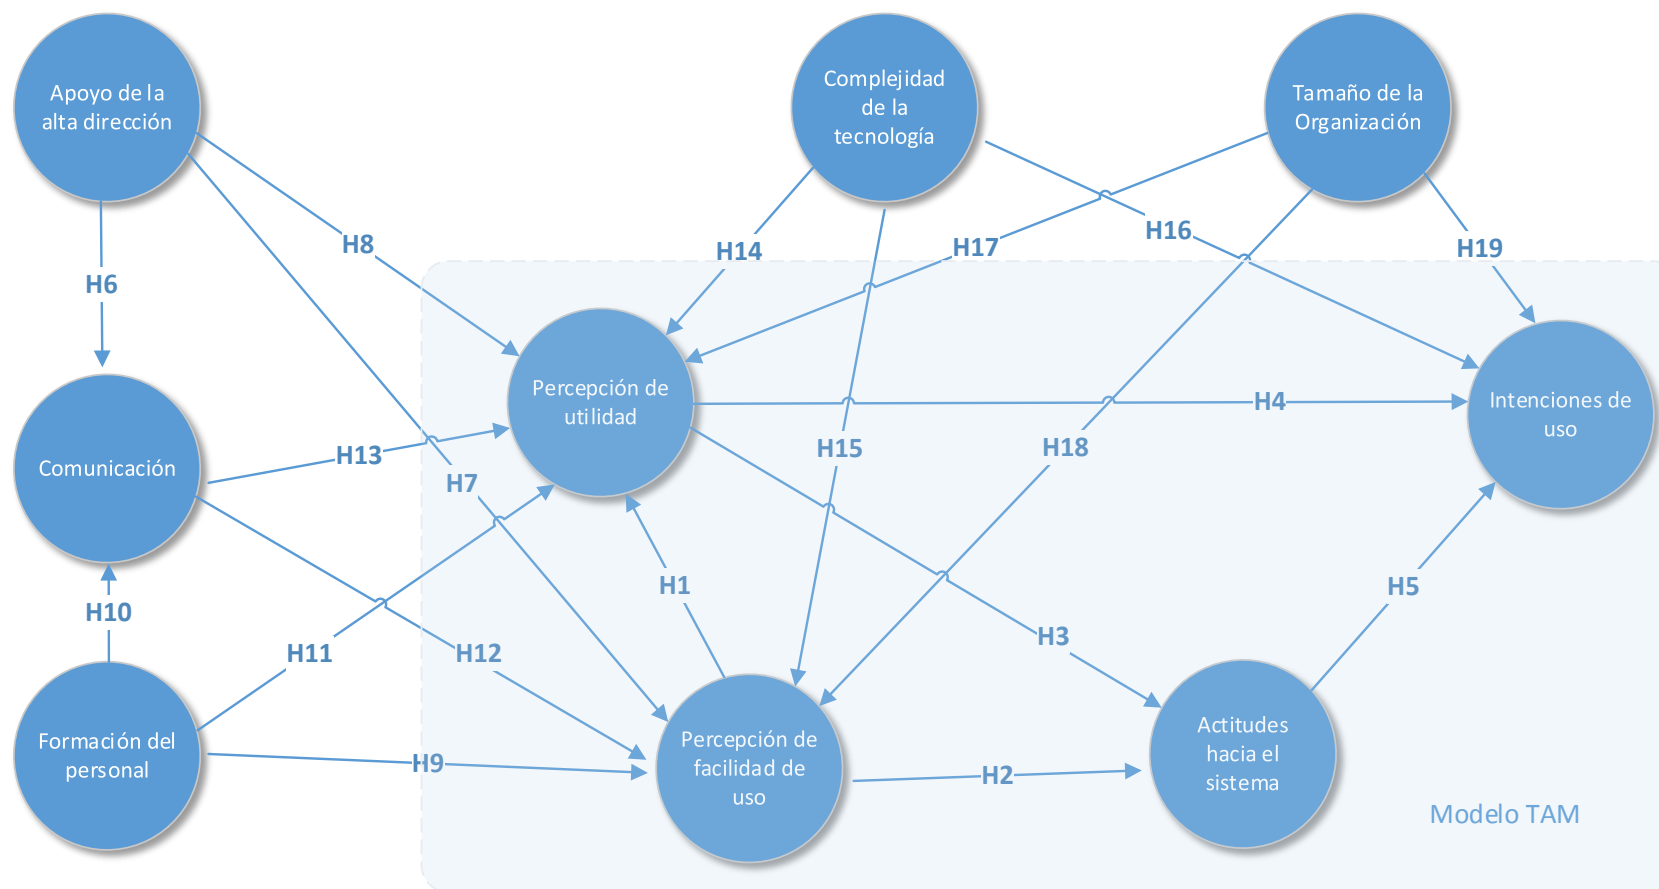 Apoyo de la
alta dirección
Complejidad
de la
tecnología
Tamaño de la
Organización
H8
H14
H17
H16
H19
H6
Percepción de
utilidad
Intenciones de
uso
H4
H13
H15
H18
Comunicación
H7
H1
H5
H10
H11
H12
H3
Formación del
personal
H9
Percepción de
facilidad de
uso
H2
Actitudes
hacia el
sistema
Modelo TAM